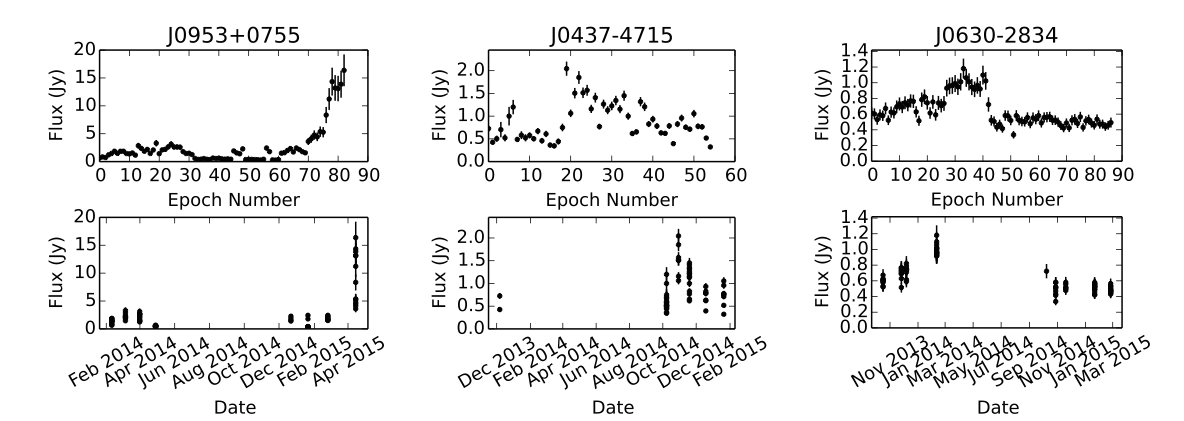 J0953+0755
20
15
10
5
0
Flux (Jy)
0 10 20 30 40 50 60 70 80 90
Epoch Number
20
15
10
5
0
Flux (Jy)
Feb 2014 Apr 2014 Jun 2014 Aug 2014 Oct 2014 Dec 2014 Feb 2015 Apr 2015
Date
J0437-4715
2.0
1.5
1.0
0.5
0.0
Flux (Jy)
0 10 20 30 40 50 60
Epoch Number
2.0
1.5
1.0
0.5
0.0
Flux (Jy)
Dec 2013 Feb 2014 Apr 2014 Jun 2014 Aug 2014 Oct 2014 Dec 2014 Feb 2015
Date
J0630-2834
1.4
1.2
1.0
0.8
0.6
0.4
0.2
0.0
Flux (Jy)
0 10 20 30 40 50 60 70 80 90
Epoch Number
1.4
1.2
1.0
0.8
0.6
0.4
0.2
0.0
Flux (Jy)
Nov 2013 Jan 2014 Mar 2014 May 2014 Jul 2014 Sep 2014 Nov 2014 Jan 2015 Mar 2015
Date